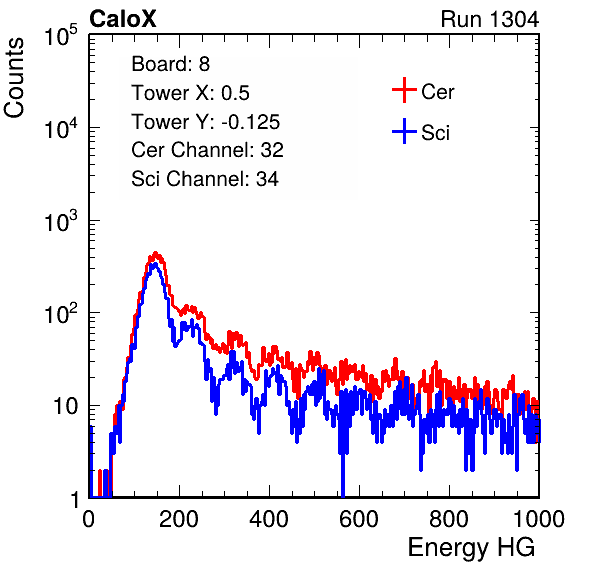 CaloX Run 1304
Counts
10^5
10^4
10^3
10^2
10
1
Board: 8
Tower X: 0.5
Tower Y: -0.125
Cer Channel: 32
Sci Channel: 34
Cer
Sci
0 200 400 600 800 1000
Energy HG